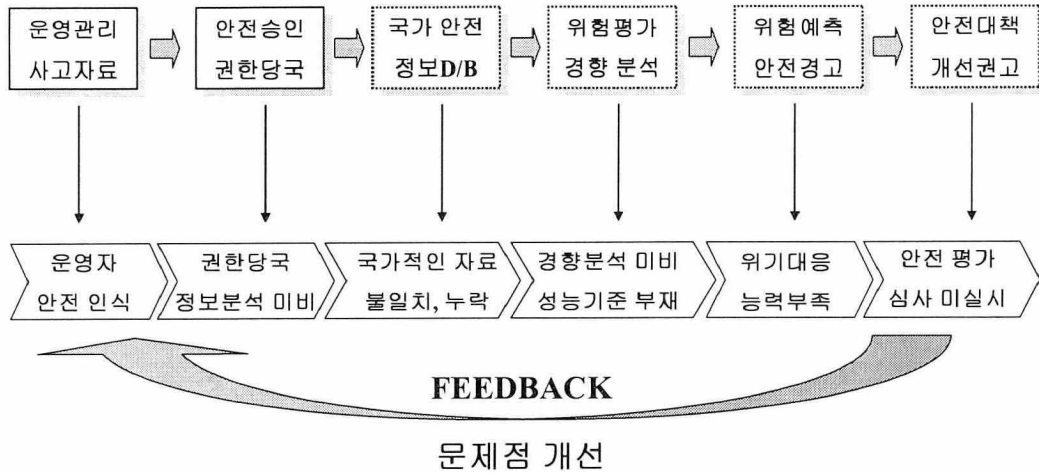 운영관리
사고자료
안전승인
권한당국
국가 안전
정보D/B
위험평가
경향 분석
위험예측
안전경고
안전대책
개선권고
운영자
안전 인식
권한당국
정보분석 미비
국가적인 자료
불일치, 누락
경향분석 미비
성능기준 부재
위기대응
능력부족
안전 평가
심사 미실시
FEEDBACK
문제점 개선